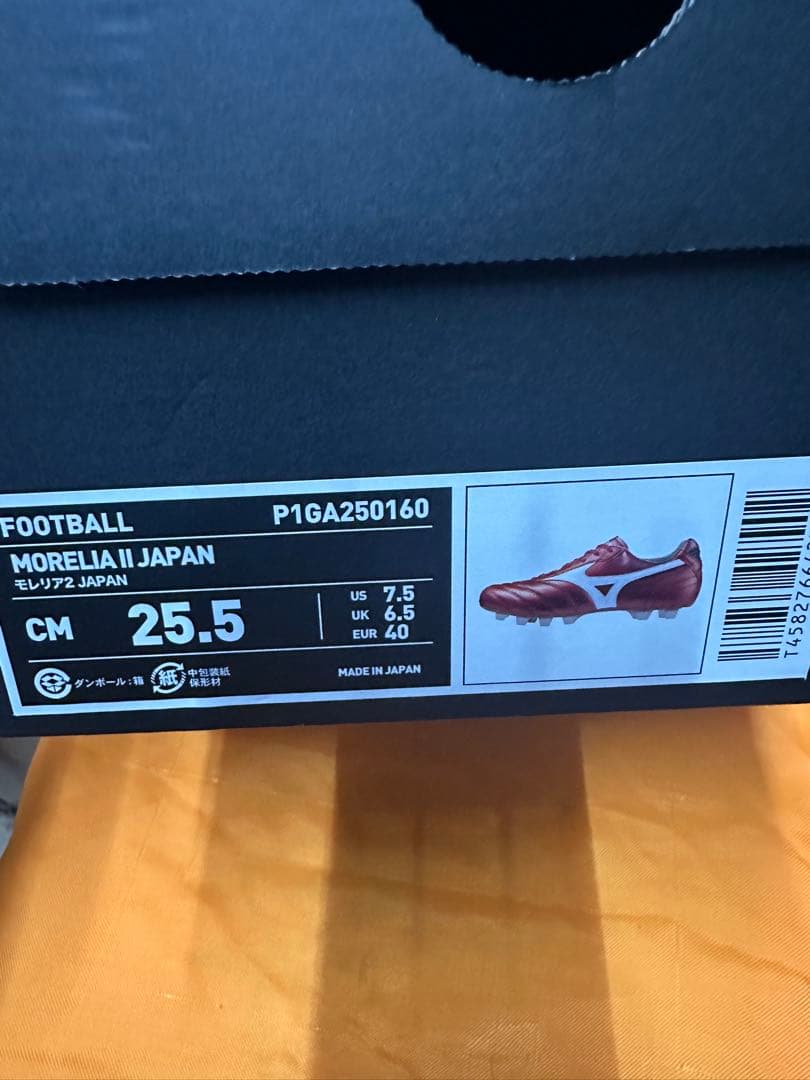 FOOTBALL P1GA250160
MORELIA II JAPAN
モレリア2 JAPAN
CM 25.5
US 7.5
UK 6.5
EUR 40
ダンボール:箱
紙 中包装紙
保形材
MADE IN JAPAN